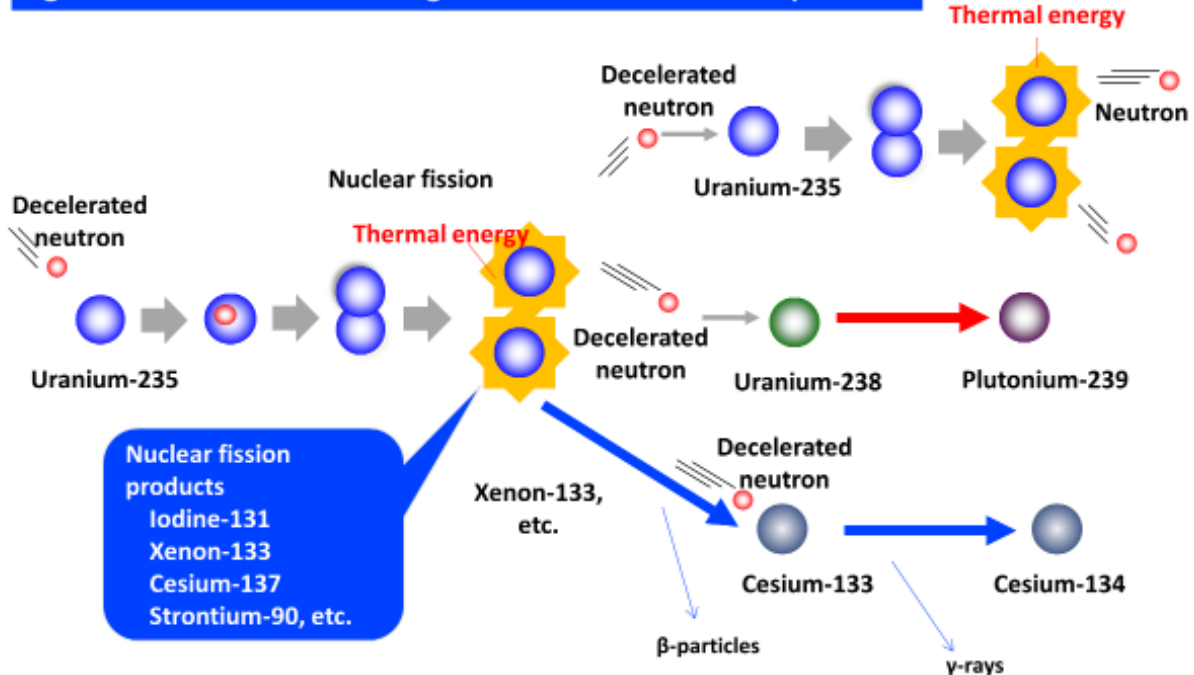 Thermal energy
Decelerated
neutron
Neutron
Uranium-235
Nuclear fission
Decelerated
neutron
Thermal energy
Uranium-235
Decelerated
neutron
Uranium-238
Plutonium-239
Nuclear fission
products
Iodine-131
Xenon-133
Cesium-137
Strontium-90, etc.
Xenon-133,
etc.
Decelerated
neutron
Cesium-133
Cesium-134
β-particles
γ-rays